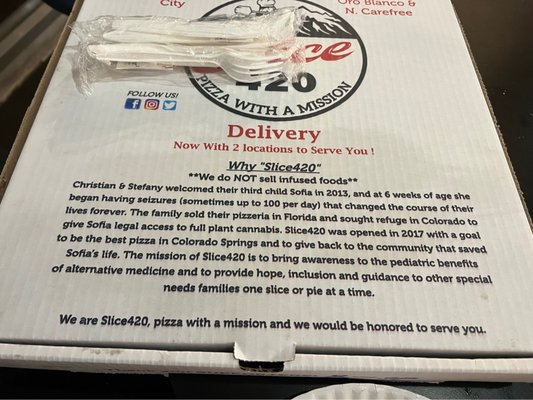 City
Oro Blanco &
N. Carefree
420
PIZZA WITH A MISSION
FOLLOW US!
Delivery
Now With 2 locations to Serve You !
Why "Slice420"
**We do NOT sell infused foods**
Christian & Stefany welcomed their third child Sofia in 2013, and at 6 weeks of age she
began having seizures (sometimes up to 100 per day) that changed the course of their
lives forever. The family sold their pizzeria in Florida and sought refuge in Colorado to
give Sofia legal access to full plant cannabis. Slice420 was opened in 2017 with a goal
to be the best pizza in Colorado Springs and to give back to the community that saved
Sofia's life. The mission of Slice420 is to bring awareness to the pediatric benefits
of alternative medicine and to provide hope, inclusion and guidance to other special
needs families one slice or pie at a time.
We are Slice420, pizza with a mission and we would be honored to serve you.